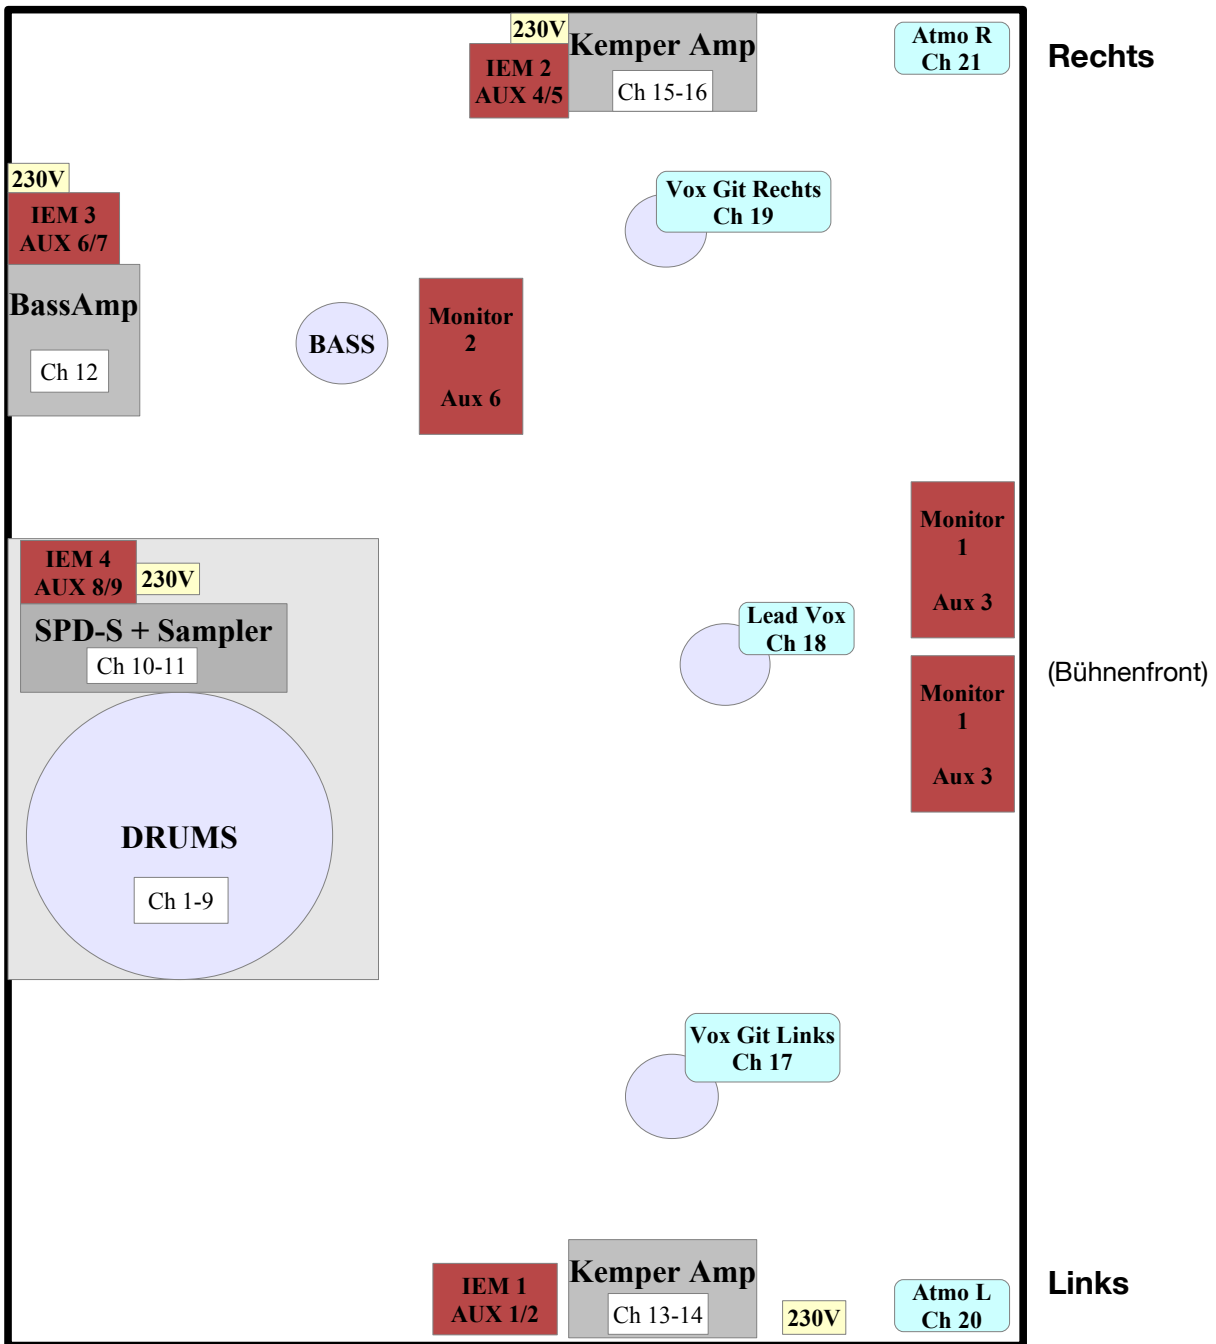 230V
Kemper Amp
IEM 2
AUX 4/5
Ch 15-16
Atmo R
Ch 21
Rechts
230V
IEM 3
AUX 6/7
Vox Git Rechts
Ch 19
BassAmp
Ch 12
BASS
Monitor
2
Aux 6
Monitor
1
Aux 3
IEM 4
AUX 8/9
230V
SPD-S + Sampler
Ch 10-11
Lead Vox
Ch 18
(Bühnenfront)
Monitor
1
Aux 3
DRUMS
Ch 1-9
Vox Git Links
Ch 17
IEM 1
AUX 1/2
Kemper Amp
Ch 13-14
230V
Atmo L
Ch 20
Links